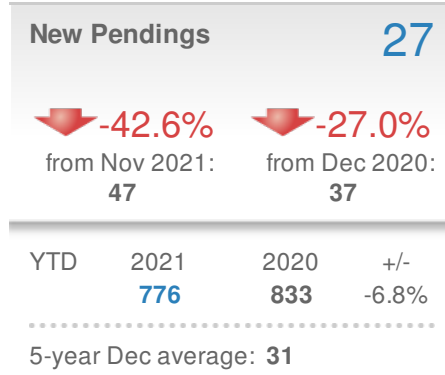 New Pendings 27
-42.6% -27.0%
from Nov 2021: from Dec 2020:
47 37
YTD 2021 2020 +/-
776 833 -6.8%
5-year Dec average: 31